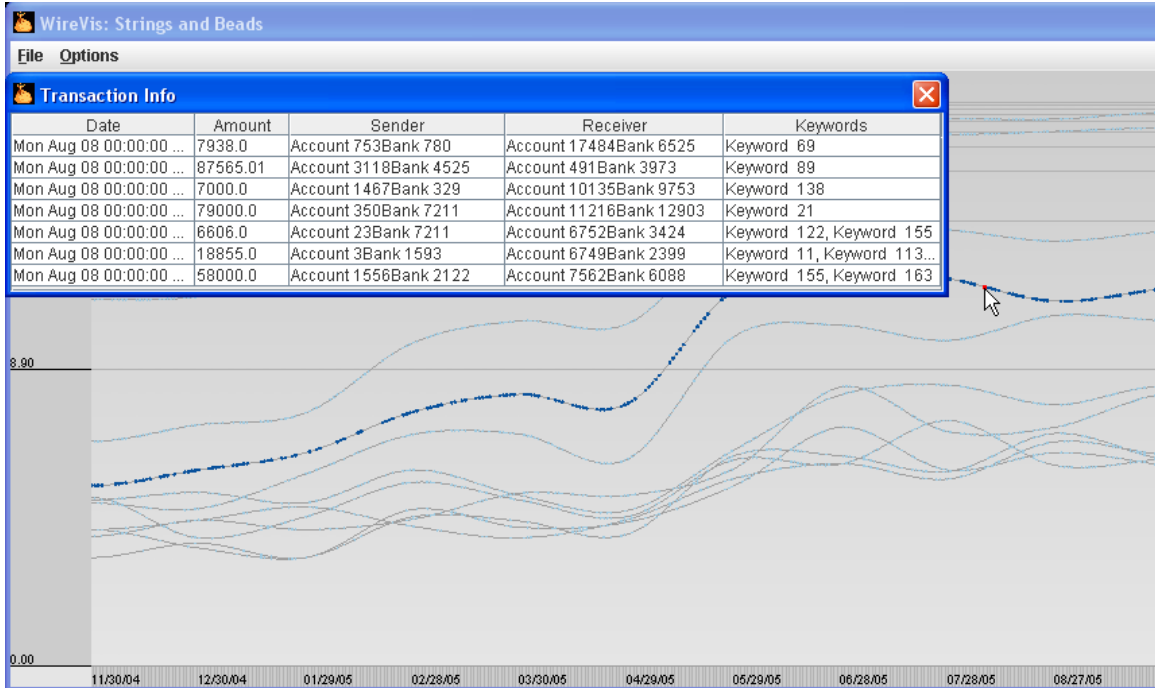 WireVis: Strings and Beads
File Options
Transaction Info
Date Amount Sender Receiver Keywords
Mon Aug 08 00:00:00 ... 7938.0 Account 753Bank 780 Account 17484Bank 6525 Keyword 69
Mon Aug 08 00:00:00 ... 87565.01 Account 3118Bank 4525 Account 491Bank 3973 Keyword 89
Mon Aug 08 00:00:00 ... 7000.0 Account 1467Bank 329 Account 10135Bank 9753 Keyword 138
Mon Aug 08 00:00:00 ... 79000.0 Account 350Bank 7211 Account 11216Bank 12903 Keyword 21
Mon Aug 08 00:00:00 ... 6606.0 Account 23Bank 7211 Account 6752Bank 3424 Keyword 122, Keyword 155
Mon Aug 08 00:00:00 ... 18855.0 Account 3Bank 1593 Account 6749Bank 2399 Keyword 11, Keyword 113...
Mon Aug 08 00:00:00 ... 58000.0 Account 1556Bank 2122 Account 7562Bank 6088 Keyword 155, Keyword 163
8.90
0.00
11/30/04 12/30/04 01/29/05 02/28/05 03/30/05 04/29/05 05/29/05 06/28/05 07/28/05 08/27/05